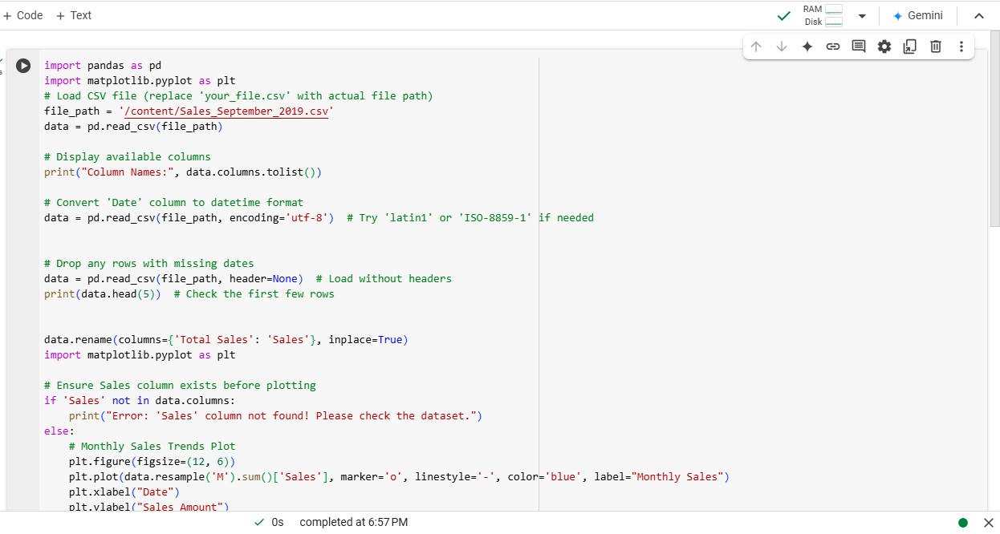 + Code + Text
RAM
Disk
Gemini
import pandas as pd
import matplotlib.pyplot as plt
# Load CSV file (replace 'your_file.csv' with actual file path)
file_path = '/content/Sales_September_2019.csv'
data = pd.read_csv(file_path)
# Display available columns
print("Column Names:", data.columns.tolist())
# Convert 'Date' column to datetime format
data = pd.read_csv(file_path, encoding='utf-8')  # Try 'latin1' or 'ISO-8859-1' if needed
# Drop any rows with missing dates
data = pd.read_csv(file_path, header=None)  # Load without headers
print(data.head(5))  # Check the first few rows
data.rename(columns={'Total Sales': 'Sales'}, inplace=True)
import matplotlib.pyplot as plt
# Ensure Sales column exists before plotting
if 'Sales' not in data.columns:
    print("Error: 'Sales' column not found! Please check the dataset.")
else:
    # Monthly Sales Trends Plot
    plt.figure(figsize=(12, 6))
    plt.plot(data.resample('M').sum()['Sales'], marker='o', linestyle='-', color='blue', label="Monthly Sales")
    plt.xlabel("Date")
    plt.ylabel("Sales Amount")
0s completed at 6:57 PM